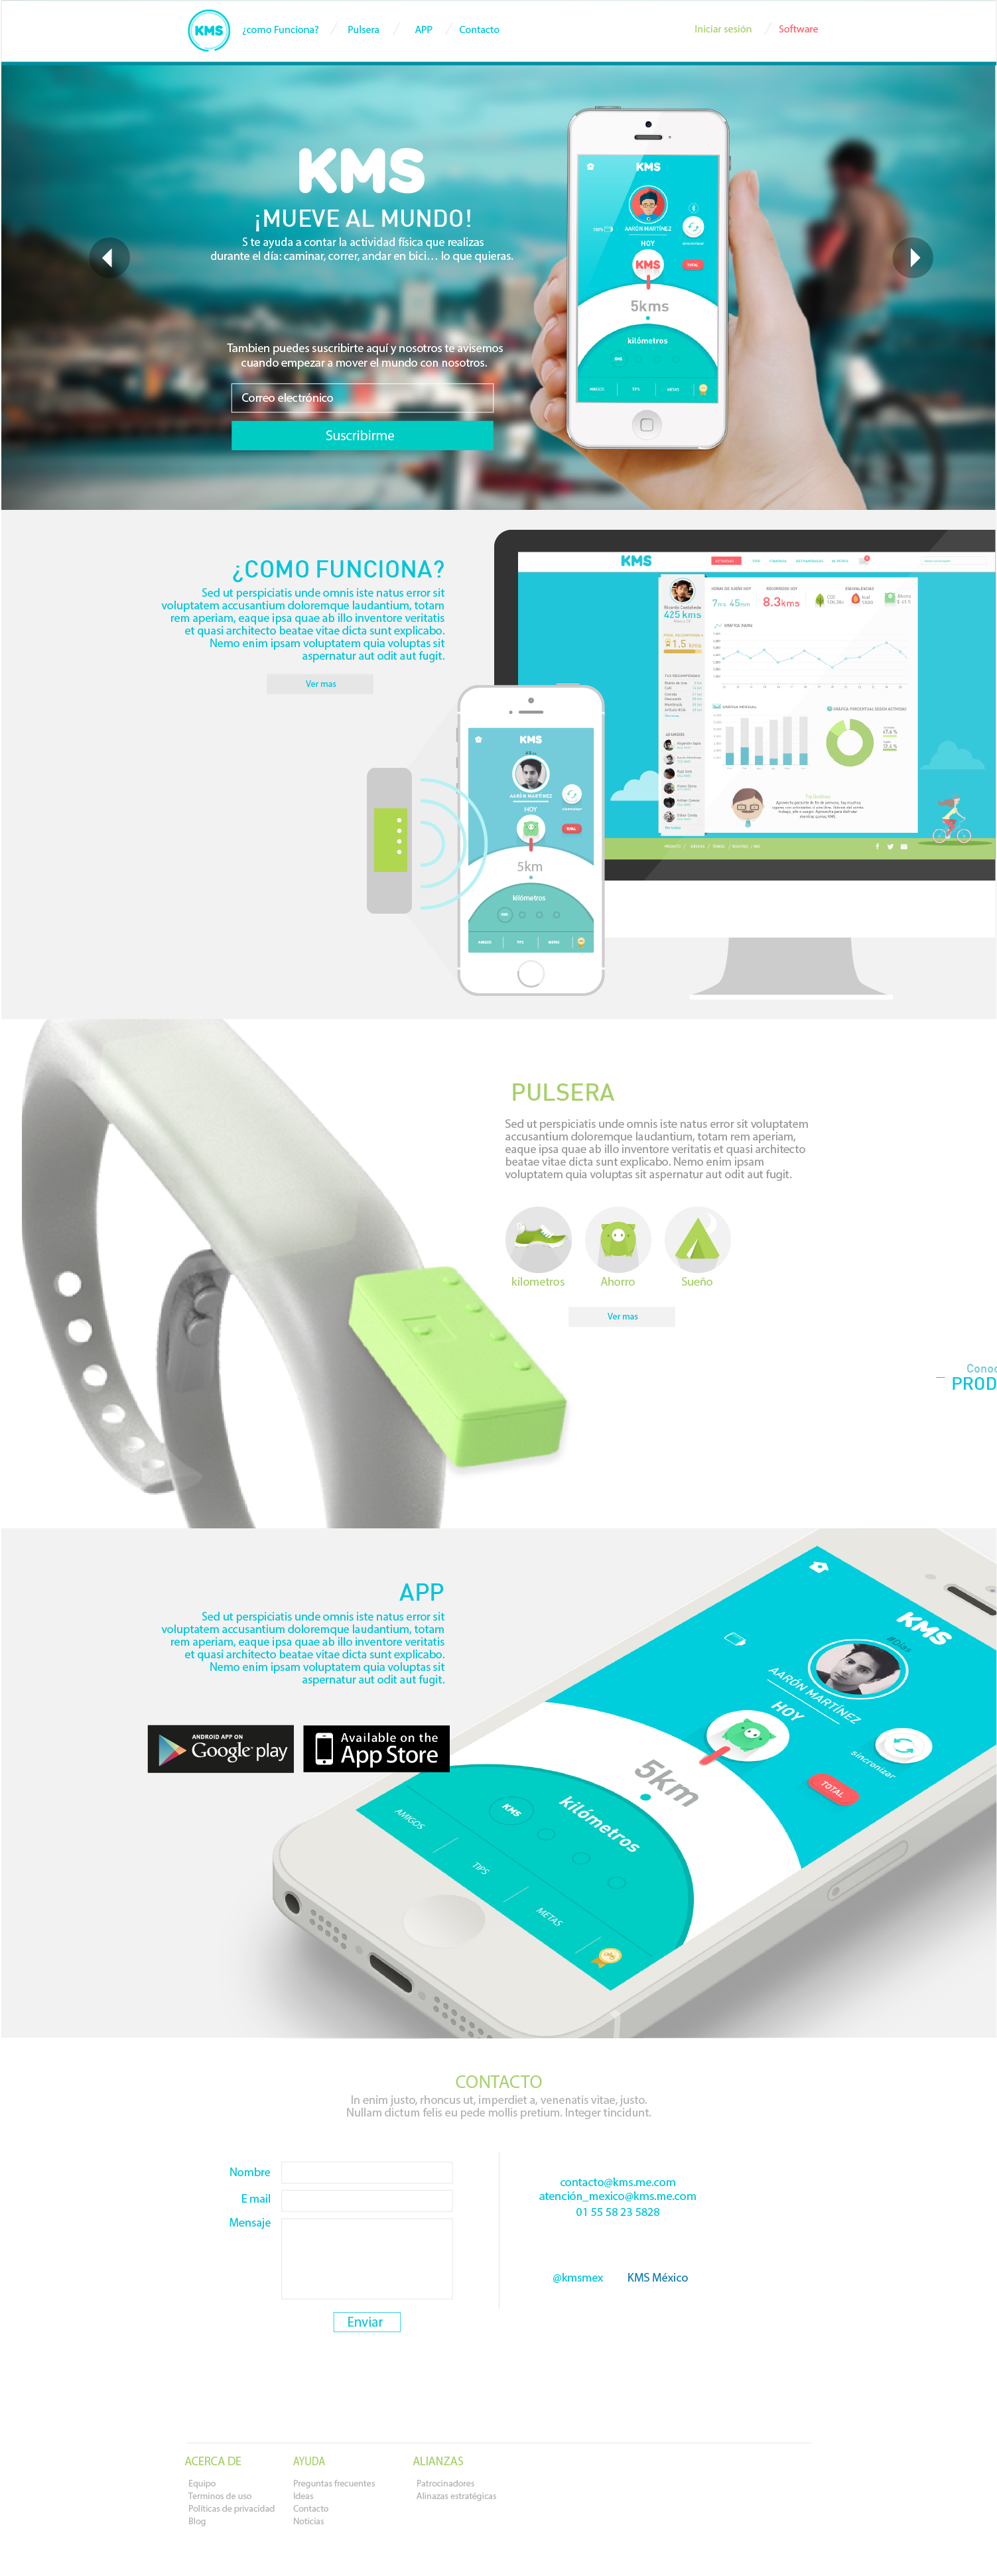 KMS
¿como Funciona? / Pulsera / APP / Contacto
Iniciar sesión / Software
KMS
¡MUEVE AL MUNDO!
S te ayuda a contar la actividad física que realizas
durante el día: caminar, correr, andar en bici… lo que quieras.
Tambien puedes suscribirte aquí y nosotros te avisemos
cuando empezar a mover el mundo con nosotros.
Correo electrónico
Suscribirme
KMS
AARÓN MARTÍNEZ
HOY
KMS
TOTAL
5kms
kilómetros
KMS
AMIGOS
TIPS
METAS
¿COMO FUNCIONA?
Sed ut perspiciatis unde omnis iste natus error sit
voluptatem accusantium doloremque laudantium, totam
rem aperiam, eaque ipsa quae ab illo inventore veritatis
et quasi architecto beatae vitae dicta sunt explicabo.
Nemo enim ipsam voluptatem quia voluptas sit
aspernatur aut odit aut fugit.
Ver mas
KMS
425 kms
7hrs 45min
8.3kms
1.5 kms
KMS
AARÓN MARTÍNEZ
HOY
TOTAL
5km
kilómetros
AMIGOS
TIPS
METAS
PULSERA
Sed ut perspiciatis unde omnis iste natus error sit voluptatem
accusantium doloremque laudantium, totam rem aperiam,
eaque ipsa quae ab illo inventore veritatis et quasi architecto
beatae vitae dicta sunt explicabo. Nemo enim ipsam
voluptatem quia voluptas sit aspernatur aut odit aut fugit.
kilometros
Ahorro
Sueño
Ver mas
Conoc
PROD
APP
Sed ut perspiciatis unde omnis iste natus error sit
voluptatem accusantium doloremque laudantium, totam
rem aperiam, eaque ipsa quae ab illo inventore veritatis
et quasi architecto beatae vitae dicta sunt explicabo.
Nemo enim ipsam voluptatem quia voluptas sit
aspernatur aut odit aut fugit.
ANDROID APP ON
Google play
Available on the
App Store
KMS
#Días
AARÓN MARTÍNEZ
HOY
sincronizar
TOTAL
5km
kilómetros
KMS
AMIGOS
TIPS
METAS
CONTACTO
In enim justo, rhoncus ut, imperdiet a, venenatis vitae, justo.
Nullam dictum felis eu pede mollis pretium. Integer tincidunt.
Nombre
E mail
Mensaje
Enviar
contacto@kms.me.com
atención_mexico@kms.me.com
01 55 58 23 5828
@kmsmex
KMS México
ACERCA DE
Equipo
Terminos de uso
Políticas de privacidad
Blog
AYUDA
Preguntas frecuentes
Ideas
Contacto
Noticias
ALIANZAS
Patrocinadores
Alinazas estratégicas